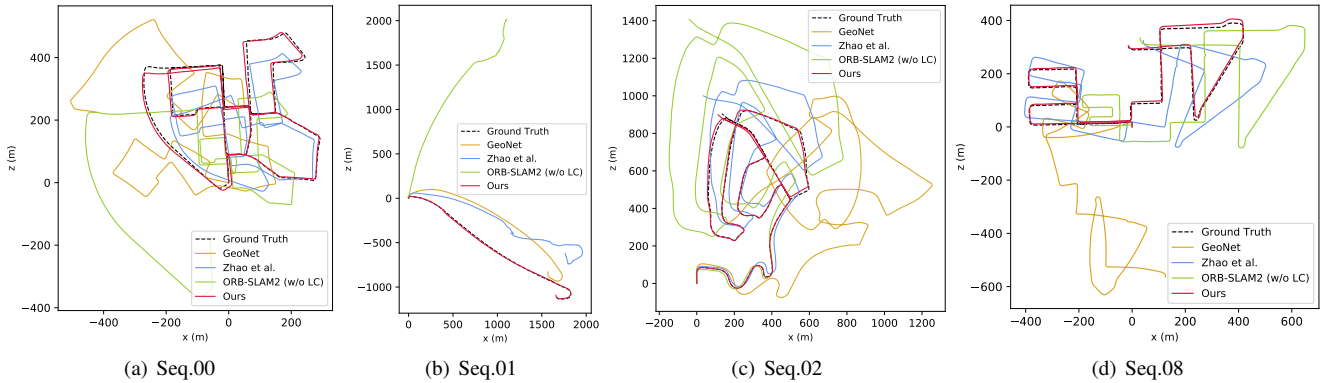 400
200
0
−200
−400
z (m)
−400
−200
0
200
x (m)
Ground Truth
GeoNet
Zhao et al.
ORB-SLAM2 (w/o LC)
Ours
(a) Seq.00
2000
1500
1000
500
0
−500
−1000
z (m)
0
500
1000
1500
2000
x (m)
Ground Truth
GeoNet
Zhao et al.
ORB-SLAM2 (w/o LC)
Ours
(b) Seq.01
1400
1200
1000
800
600
400
200
0
z (m)
−200
0
200
400
600
800
1000
1200
x (m)
Ground Truth
GeoNet
Zhao et al.
ORB-SLAM2 (w/o LC)
Ours
(c) Seq.02
400
200
0
−200
−400
−600
z (m)
−400
−200
0
200
400
600
x (m)
Ground Truth
GeoNet
Zhao et al.
ORB-SLAM2 (w/o LC)
Ours
(d) Seq.08